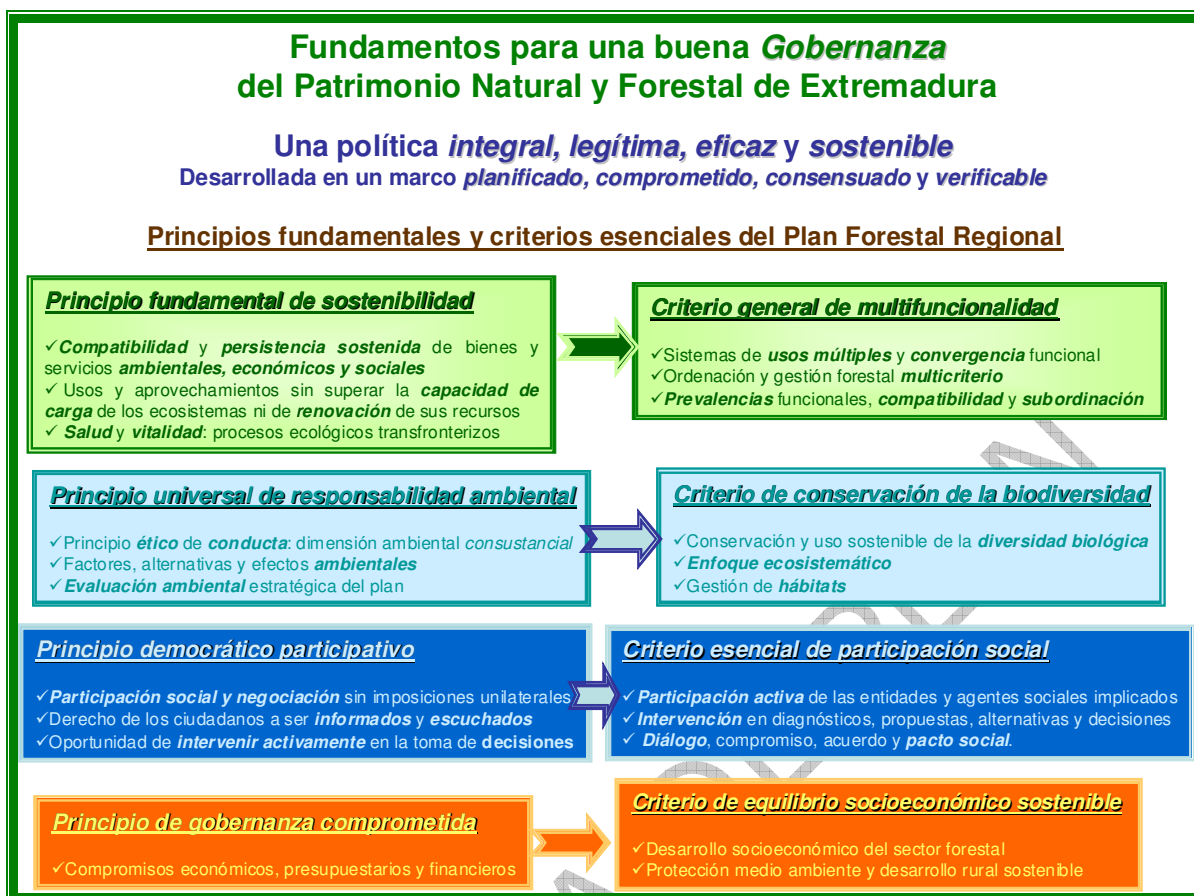 Fundamentos para una buena Gobernanza
del Patrimonio Natural y Forestal de Extremadura
Una política integral, legítima, eficaz y sostenible
Desarrollada en un marco planificado, comprometido, consensuado y verificable
Principios fundamentales y criterios esenciales del Plan Forestal Regional
Principio fundamental de sostenibilidad
✓Compatibilidad y persistencia sostenida de bienes y
servicios ambientales, económicos y sociales
✓Usos y aprovechamientos sin superar la capacidad de
carga de los ecosistemas ni de renovación de sus recursos
✓Salud y vitalidad: procesos ecológicos transfronterizos
Criterio general de multifuncionalidad
✓Sistemas de usos múltiples y convergencia funcional
✓Ordenación y gestión forestal multicriterio
✓Prevalencias funcionales, compatibilidad y subordinación
Principio universal de responsabilidad ambiental
✓Principio ético de conducta: dimensión ambiental consustancial
✓Factores, alternativas y efectos ambientales
✓Evaluación ambiental estratégica del plan
Criterio de conservación de la biodiversidad
✓Conservación y uso sostenible de la diversidad biológica
✓Enfoque ecosistemático
✓Gestión de hábitats
Principio democrático participativo
✓Participación social y negociación sin imposiciones unilaterales
✓Derecho de los ciudadanos a ser informados y escuchados
✓Oportunidad de intervenir activamente en la toma de decisiones
Criterio esencial de participación social
✓Participación activa de las entidades y agentes sociales implicados
✓Intervención en diagnósticos, propuestas, alternativas y decisiones
✓Diálogo, compromiso, acuerdo y pacto social.
Principio de gobernanza comprometida
✓Compromisos económicos, presupuestarios y financieros
Criterio de equilibrio socioeconómico sostenible
✓Desarrollo socioeconómico del sector forestal
✓Protección medio ambiente y desarrollo rural sostenible